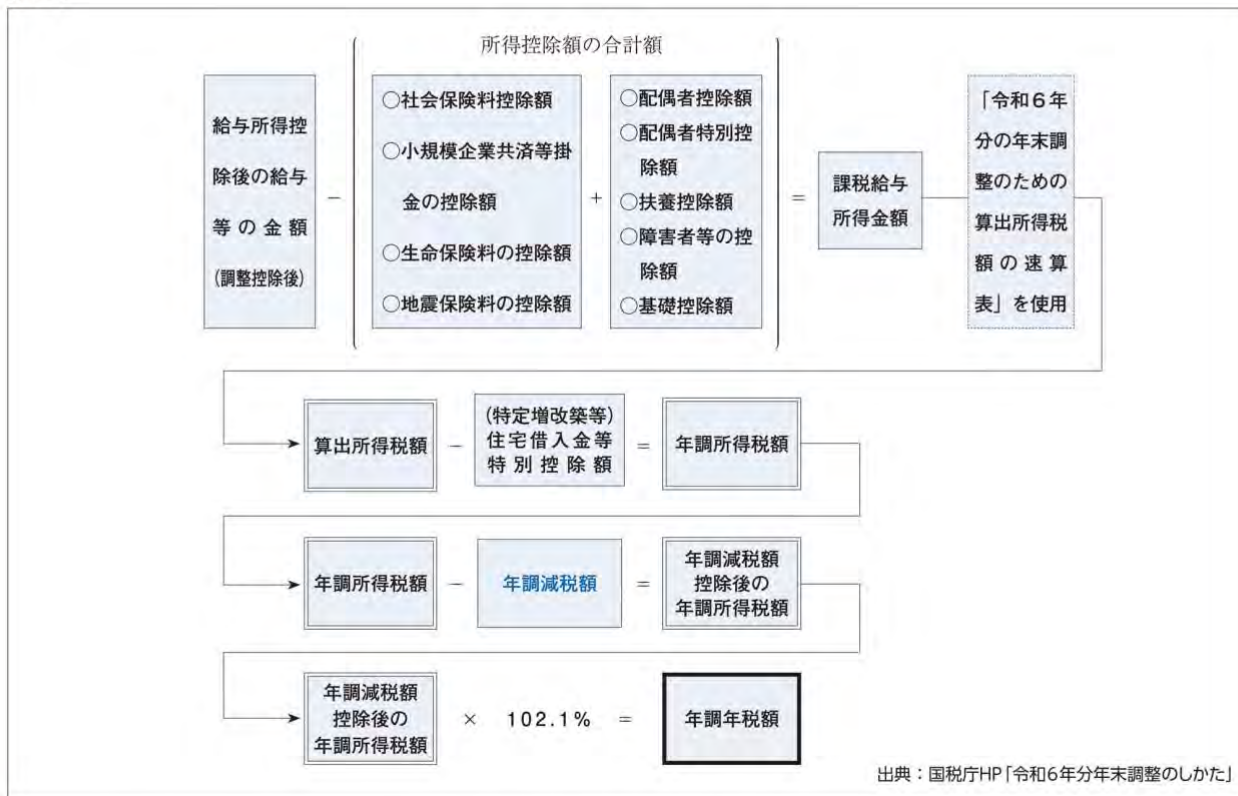 所得控除額の合計額
給与所得控
除後の給与
等の金額
(調整控除後)
−
○社会保険料控除額
○小規模企業共済等掛
金の控除額
○生命保険料の控除額
○地震保険料の控除額
+
○配偶者控除額
○配偶者特別控
除額
○扶養控除額
○障害者等の控
除額
○基礎控除額
=
課税給与
所得金額
「令和6年
分の年末調
整のための
算出所得税
額の速算
表」を使用
算出所得税額
−
(特定増改築等)
住宅借入金等
特別控除額
=
年調所得税額
年調所得税額
−
年調減税額
=
年調減税額
控除後の
年調所得税額
年調減税額
控除後の
年調所得税額
× 102.1% =
年調年税額
出典：国税庁HP「令和6年分年末調整のしかた」